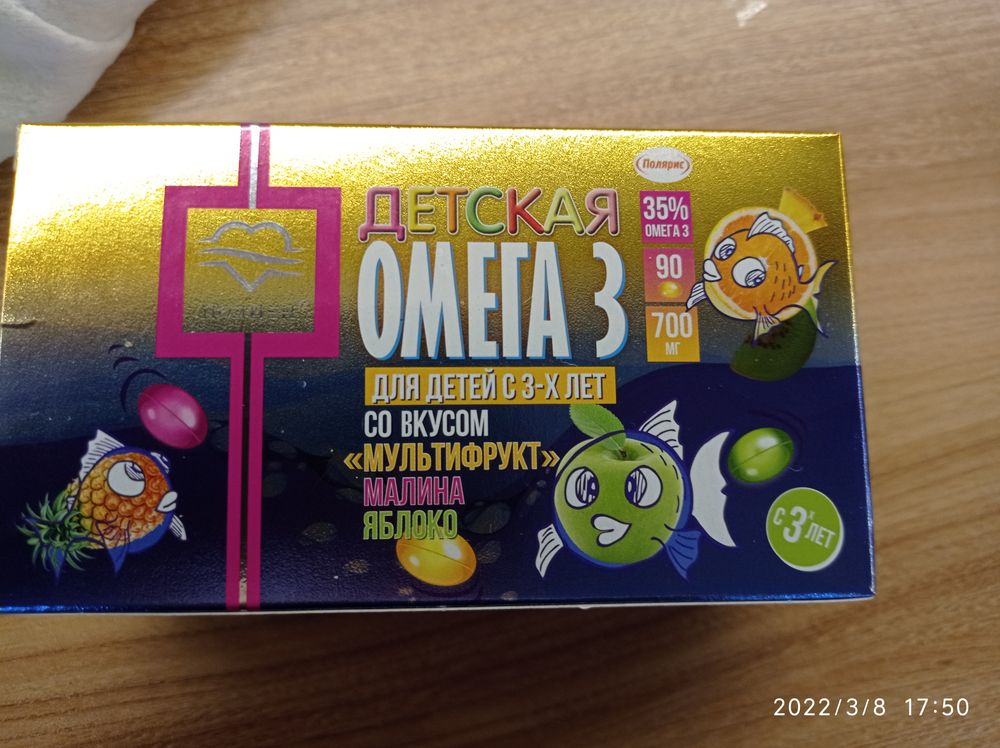 Полярис
ДЕТСКАЯ
ОМЕГА 3
35%
ОМЕГА 3
90
700
МГ
ДЛЯ ДЕТЕЙ С 3-Х ЛЕТ
СО ВКУСОМ
«МУЛЬТИФРУКТ»
МАЛИНА
ЯБЛОКО
С 3Х ЛЕТ
2022/3/8 17:50